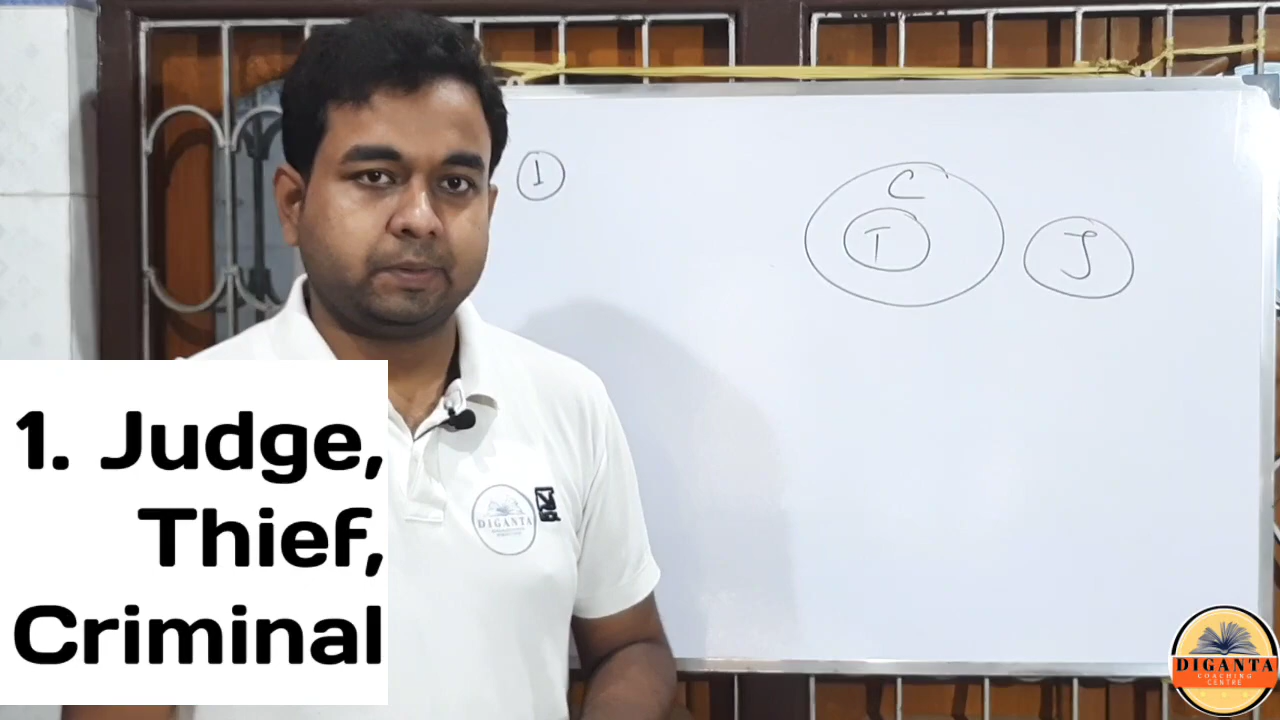 1
C
T
J
1. Judge,
Thief,
Criminal
DIGANTA
DIGANTA
COACHING
CENTRE